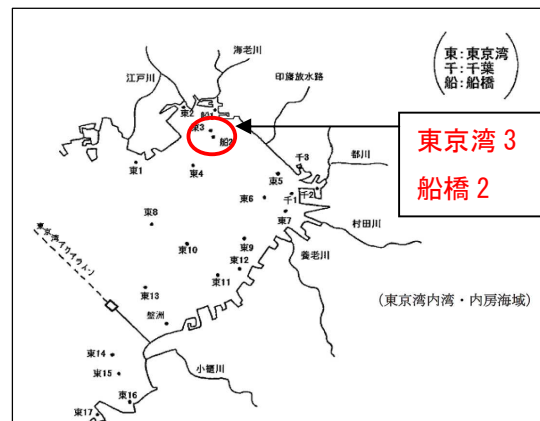 海老川
東：東京湾
千：千葉
船：船橋
江戸川
印旛放水路
東2
船1
東3
船2
東京湾 3
船橋 2
千3
都川
東1
東4
東5
東6
千1
千2
東7
村田川
東8
東9
養老川
東10
東12
東11
東京湾アクアライン
東13
盤洲
(東京湾内湾・内房海域)
東14
東15
小櫃川
東16
東17